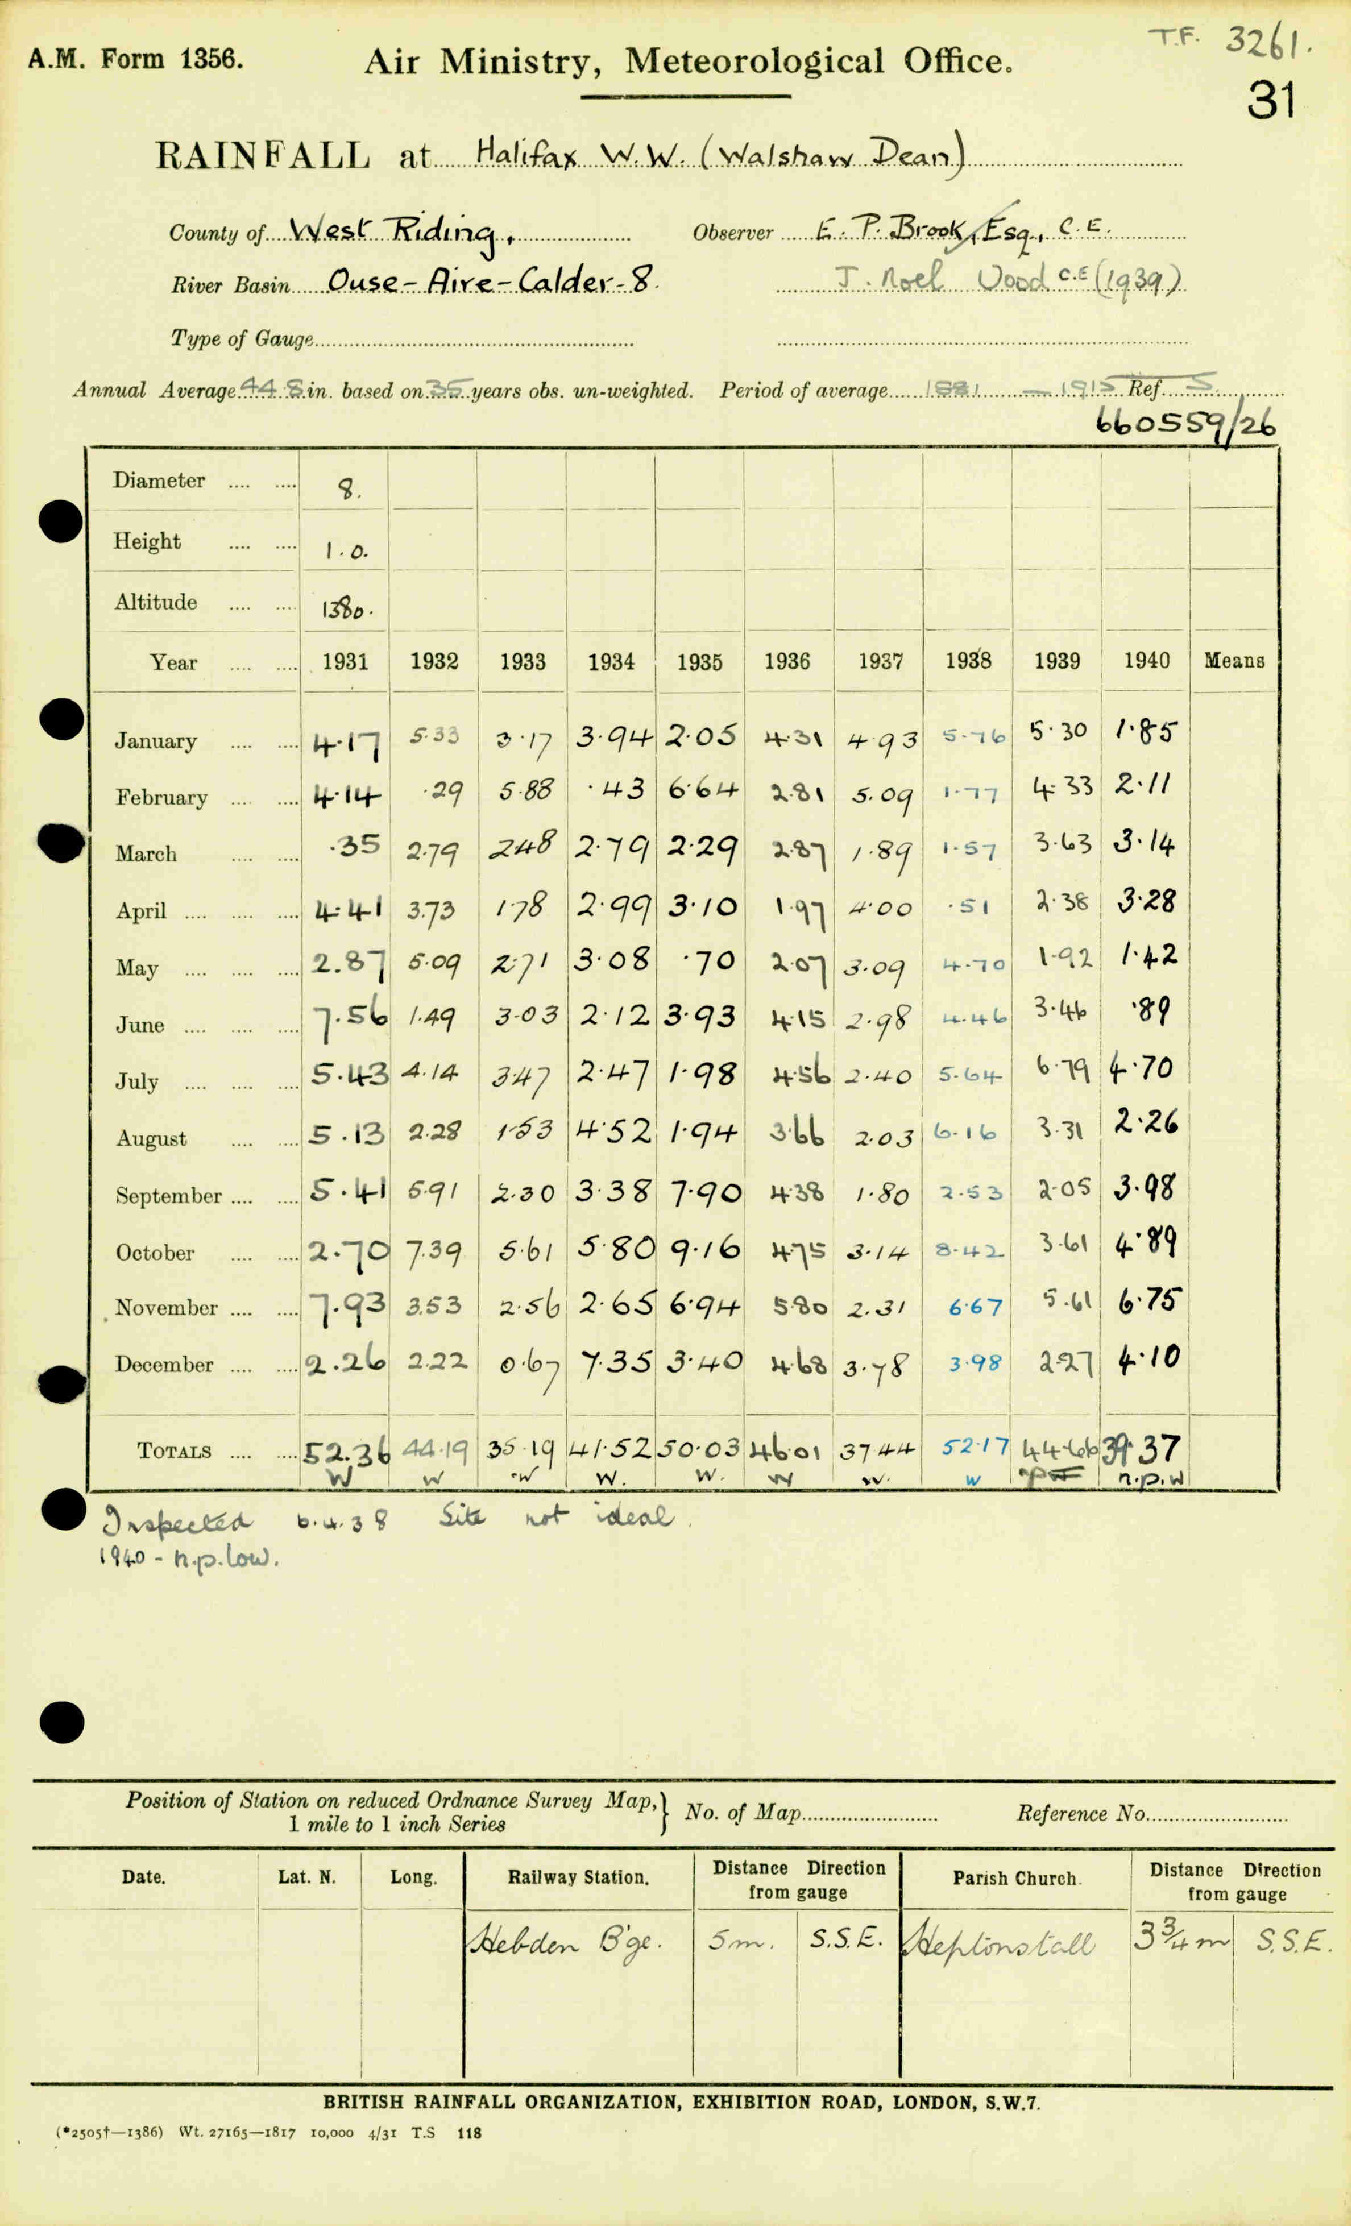 T.F. 3261.
A.M. Form 1356. Air Ministry, Meteorological Office.
31
RAINFALL at Halifax W.W. (Walshaw Dean)
County of West Riding, Observer E. P. Brook, Esq., C.E.
River Basin Ouse-Aire-Calder-8. J. Noel Wood C.E (1939)
Type of Gauge
Annual Average 44.8 in. based on 35 years obs. un-weighted. Period of average 1881 — 1915 Ref. 5
660559/26
Diameter 8.
Height 1.0.
Altitude 1380.
Year 1931 1932 1933 1934 1935 1936 1937 1938 1939 1940 Means
January 4.17 5.33 3.17 3.94 2.05 4.31 4.93 5.76 5.30 1.85
February 4.14 .29 5.88 .43 6.64 2.81 5.09 1.77 4.33 2.11
March .35 2.79 2.48 2.79 2.29 2.87 1.89 1.57 3.63 3.14
April 4.41 3.73 1.78 2.99 3.10 1.97 4.00 .51 2.38 3.28
May 2.87 5.09 2.71 3.08 .70 2.07 3.09 4.70 1.92 1.42
June 7.56 1.49 3.03 2.12 3.93 4.15 2.98 4.46 3.46 .89
July 5.43 4.14 3.47 2.47 1.98 4.56 2.40 5.64 6.79 4.70
August 5.13 2.28 1.53 4.52 1.94 3.66 2.03 6.16 3.31 2.26
September 5.41 5.91 2.30 3.38 7.90 4.38 1.80 2.53 2.05 3.98
October 2.70 7.39 5.61 5.80 9.16 4.75 3.14 8.42 3.61 4.89
November 7.93 3.53 2.56 2.65 6.94 5.80 2.31 6.67 5.61 6.75
December 2.26 2.22 0.67 7.35 3.40 4.68 3.78 3.98 2.27 4.10
TOTALS 52.36 44.19 35.19 41.52 50.03 46.01 37.44 52.17 44.66 39.37
W W W W. W. W W. W n.p.w
Inspected 6.4.38 Site not ideal.
1940 - n.p. low.
Position of Station on reduced Ordnance Survey Map,} No. of Map Reference No.
1 mile to 1 inch Series
Date. Lat. N. Long. Railway Station. Distance Direction from gauge Parish Church. Distance Direction from gauge
Hebden B'ge. 5m. S.S.E. Heptonstall 3¾m S.S.E.
BRITISH RAINFALL ORGANIZATION, EXHIBITION ROAD, LONDON, S.W.7.
(*2505†—1386) Wt. 27165—1817 10,000 4/31 T.S 118